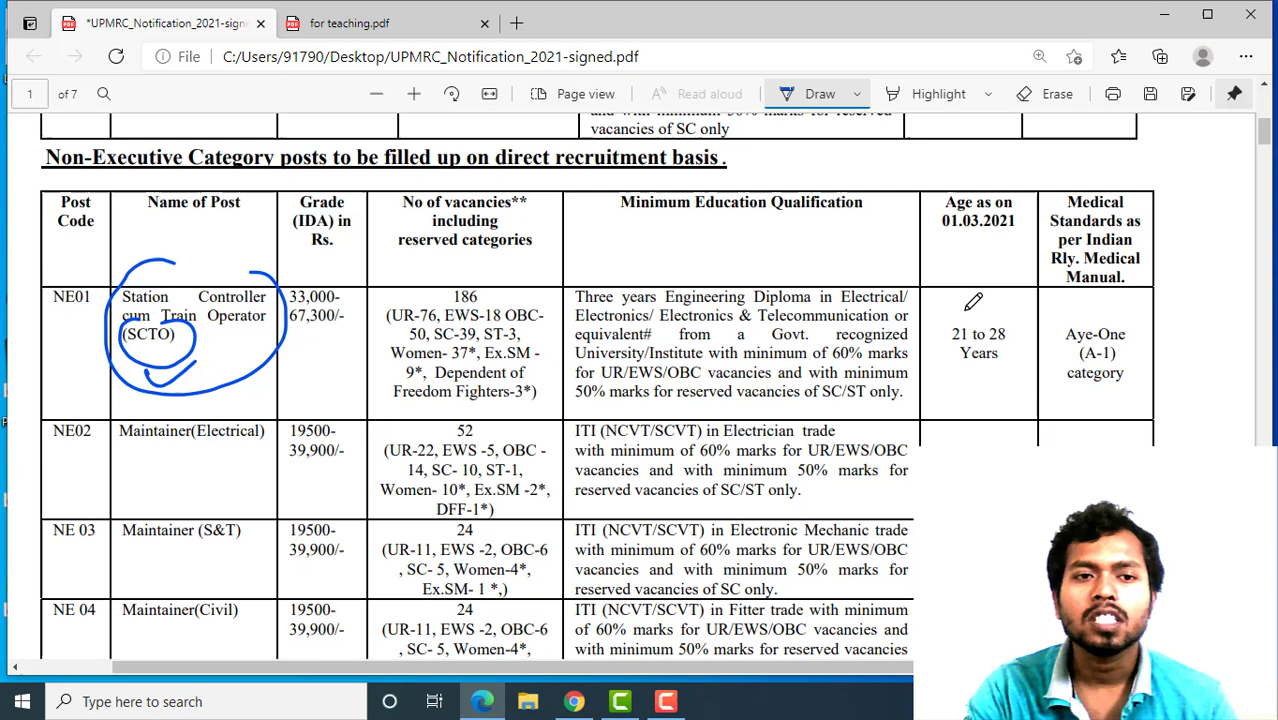 *UPMRC_Notification_2021-signe
for teaching.pdf
File C:/Users/91790/Desktop/UPMRC_Notification_2021-signed.pdf
1 of 7
Page view
Read aloud
Draw
Highlight
Erase
and with minimum 50% marks for reserved
vacancies of SC only
Non-Executive Category posts to be filled up on direct recruitment basis.
Post
Code
Name of Post
Grade
(IDA) in
Rs.
No of vacancies**
including
reserved categories
Minimum Education Qualification
Age as on
01.03.2021
Medical
Standards as
per Indian
Rly. Medical
Manual.
NE01
Station Controller
cum Train Operator
(SCTO)
33,000-
67,300/-
186
(UR-76, EWS-18 OBC-
50, SC-39, ST-3,
Women- 37*, Ex.SM -
9*, Dependent of
Freedom Fighters-3*)
Three years Engineering Diploma in Electrical/
Electronics/ Electronics & Telecommunication or
equivalent# from a Govt. recognized
University/Institute with minimum of 60% marks
for UR/EWS/OBC vacancies and with minimum
50% marks for reserved vacancies of SC/ST only.
21 to 28
Years
Aye-One
(A-1)
category
NE02
Maintainer(Electrical)
19500-
39,900/-
52
(UR-22, EWS -5, OBC -
14, SC- 10, ST-1,
Women- 10*, Ex.SM -2*,
DFF-1*)
ITI (NCVT/SCVT) in Electrician trade
with minimum of 60% marks for UR/EWS/OBC
vacancies and with minimum 50% marks for
reserved vacancies of SC/ST only.
NE 03
Maintainer (S&T)
19500-
39,900/-
24
(UR-11, EWS -2, OBC-6
, SC- 5, Women-4*,
Ex.SM- 1 *,)
ITI (NCVT/SCVT) in Electronic Mechanic trade
with minimum of 60% marks for UR/EWS/OBC
vacancies and with minimum 50% marks for
reserved vacancies of SC only.
NE 04
Maintainer(Civil)
19500-
39,900/-
24
(UR-11, EWS -2, OBC-6
, SC- 5, Women-4*,
ITI (NCVT/SCVT) in Fitter trade with minimum
of 60% marks for UR/EWS/OBC vacancies and
with minimum 50% marks for reserved vacancies
Type here to search